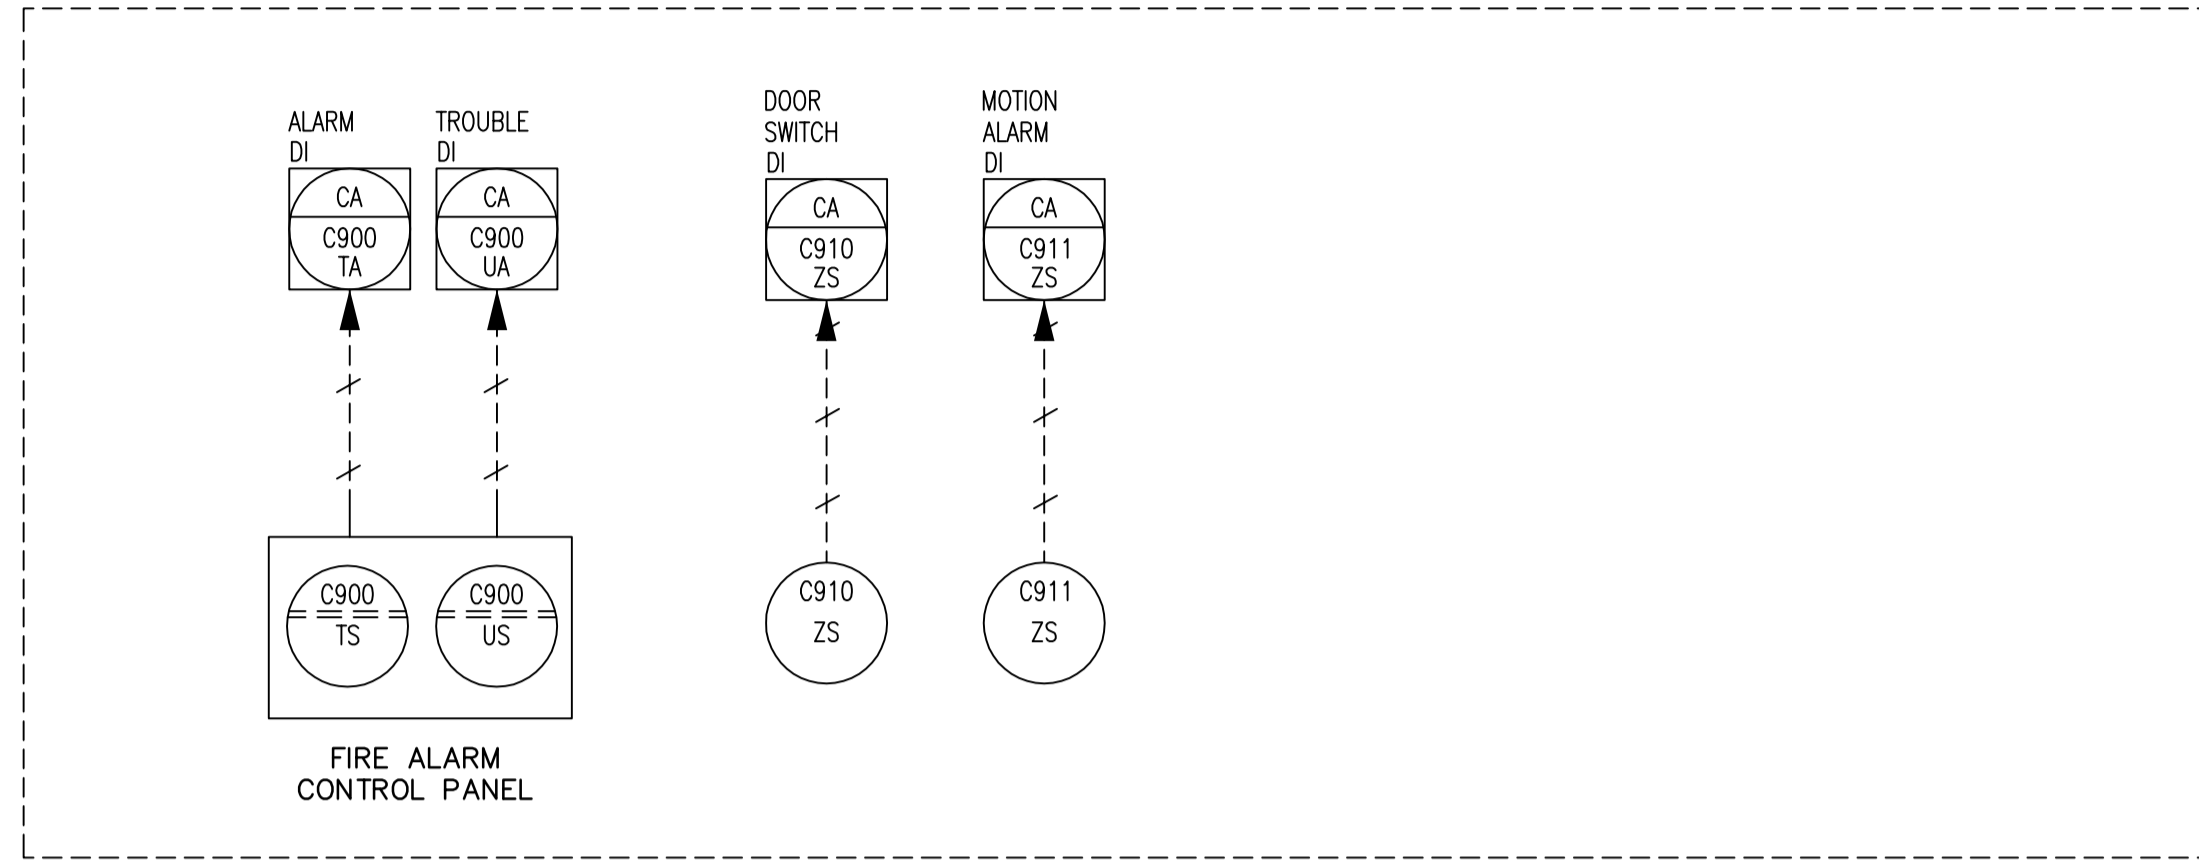 ALARM
DI
TROUBLE
DI
DOOR
SWITCH
DI
MOTION
ALARM
DI
CA
C900
TA
CA
C900
UA
CA
C910
ZS
CA
C911
ZS
C900
TS
C900
US
C910
ZS
C911
ZS
FIRE ALARM
CONTROL PANEL